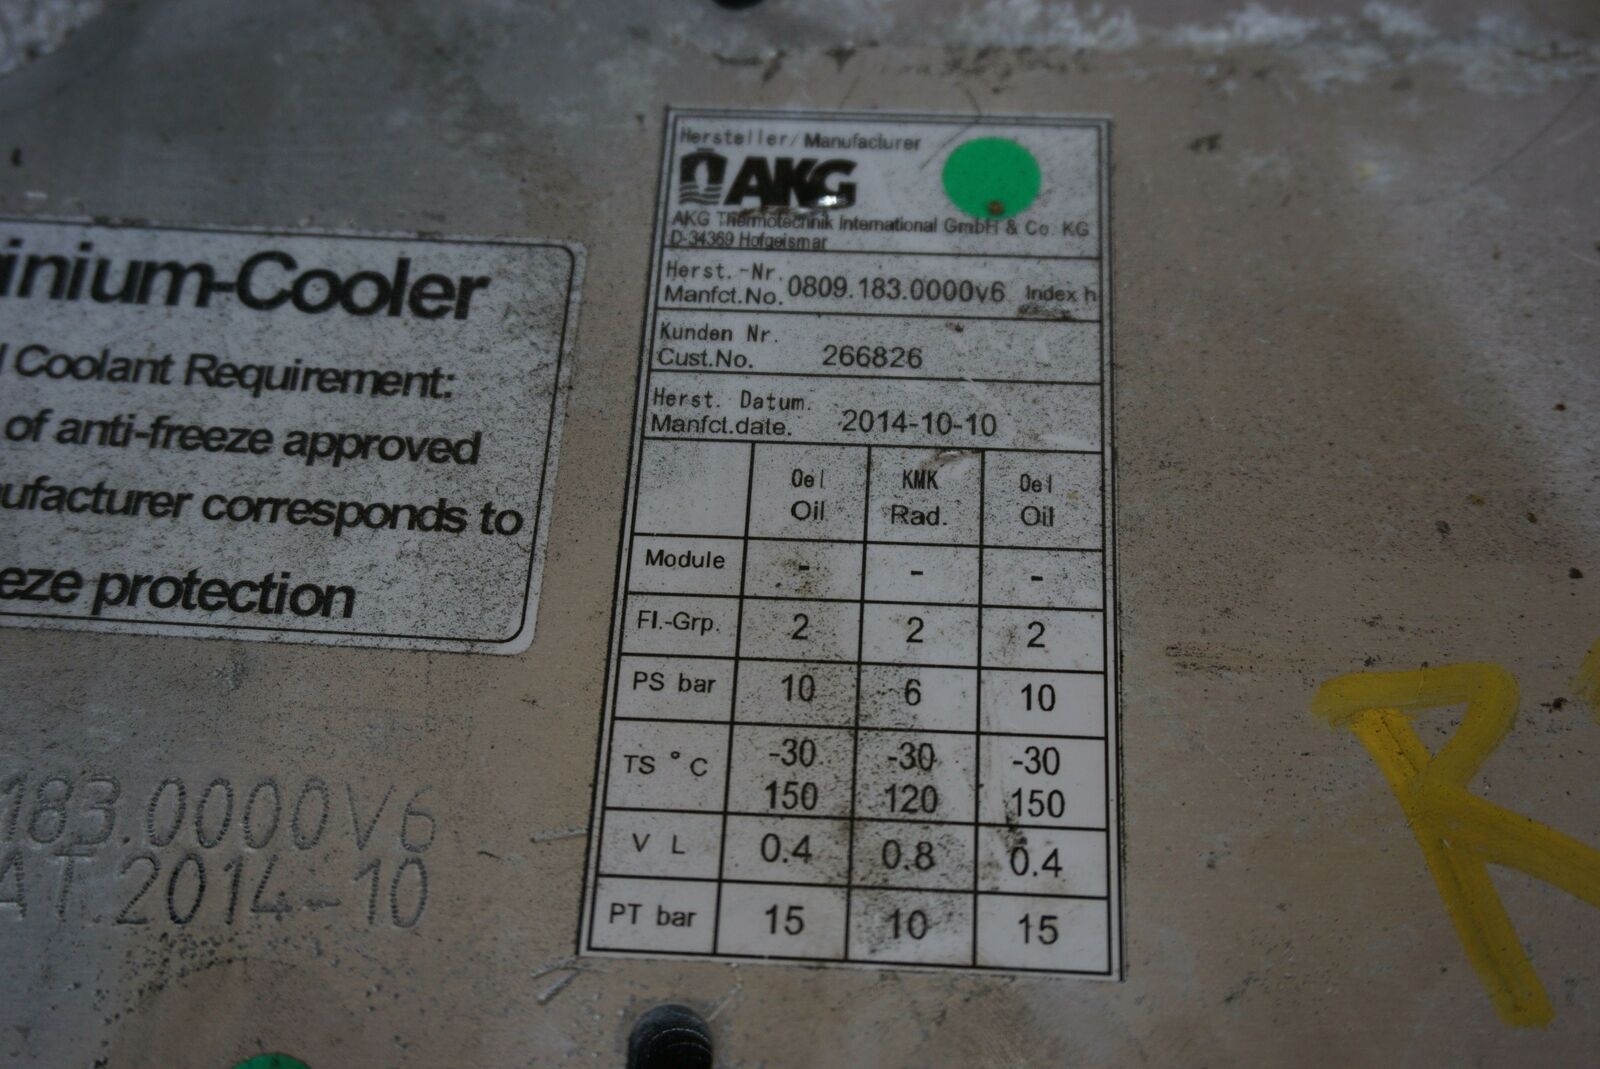 Cooler
Coolant Requirement:
of anti-freeze approved
corresponds to
protection
183.0000V6
2014-10
Hersteller/Manufacturer
AKG
AKG Thermotechnik International GmbH & Co. KG
D-34369 Hofgeismar
Herst.-Nr.
Manfct.No. 0809.183.0000v6 Index h
Kunden Nr.
Cust.No. 266826
Herst. Datum.
Manfct.date. 2014-10-10
Oel KMK Oel
Oil Rad. Oil
Module - - -
Fl.-Grp. 2 2 2
PS bar 10 6 10
TS °C -30 -30 -30
150 120 150
V L 0.4 0.8 0.4
PT bar 15 10 15
R